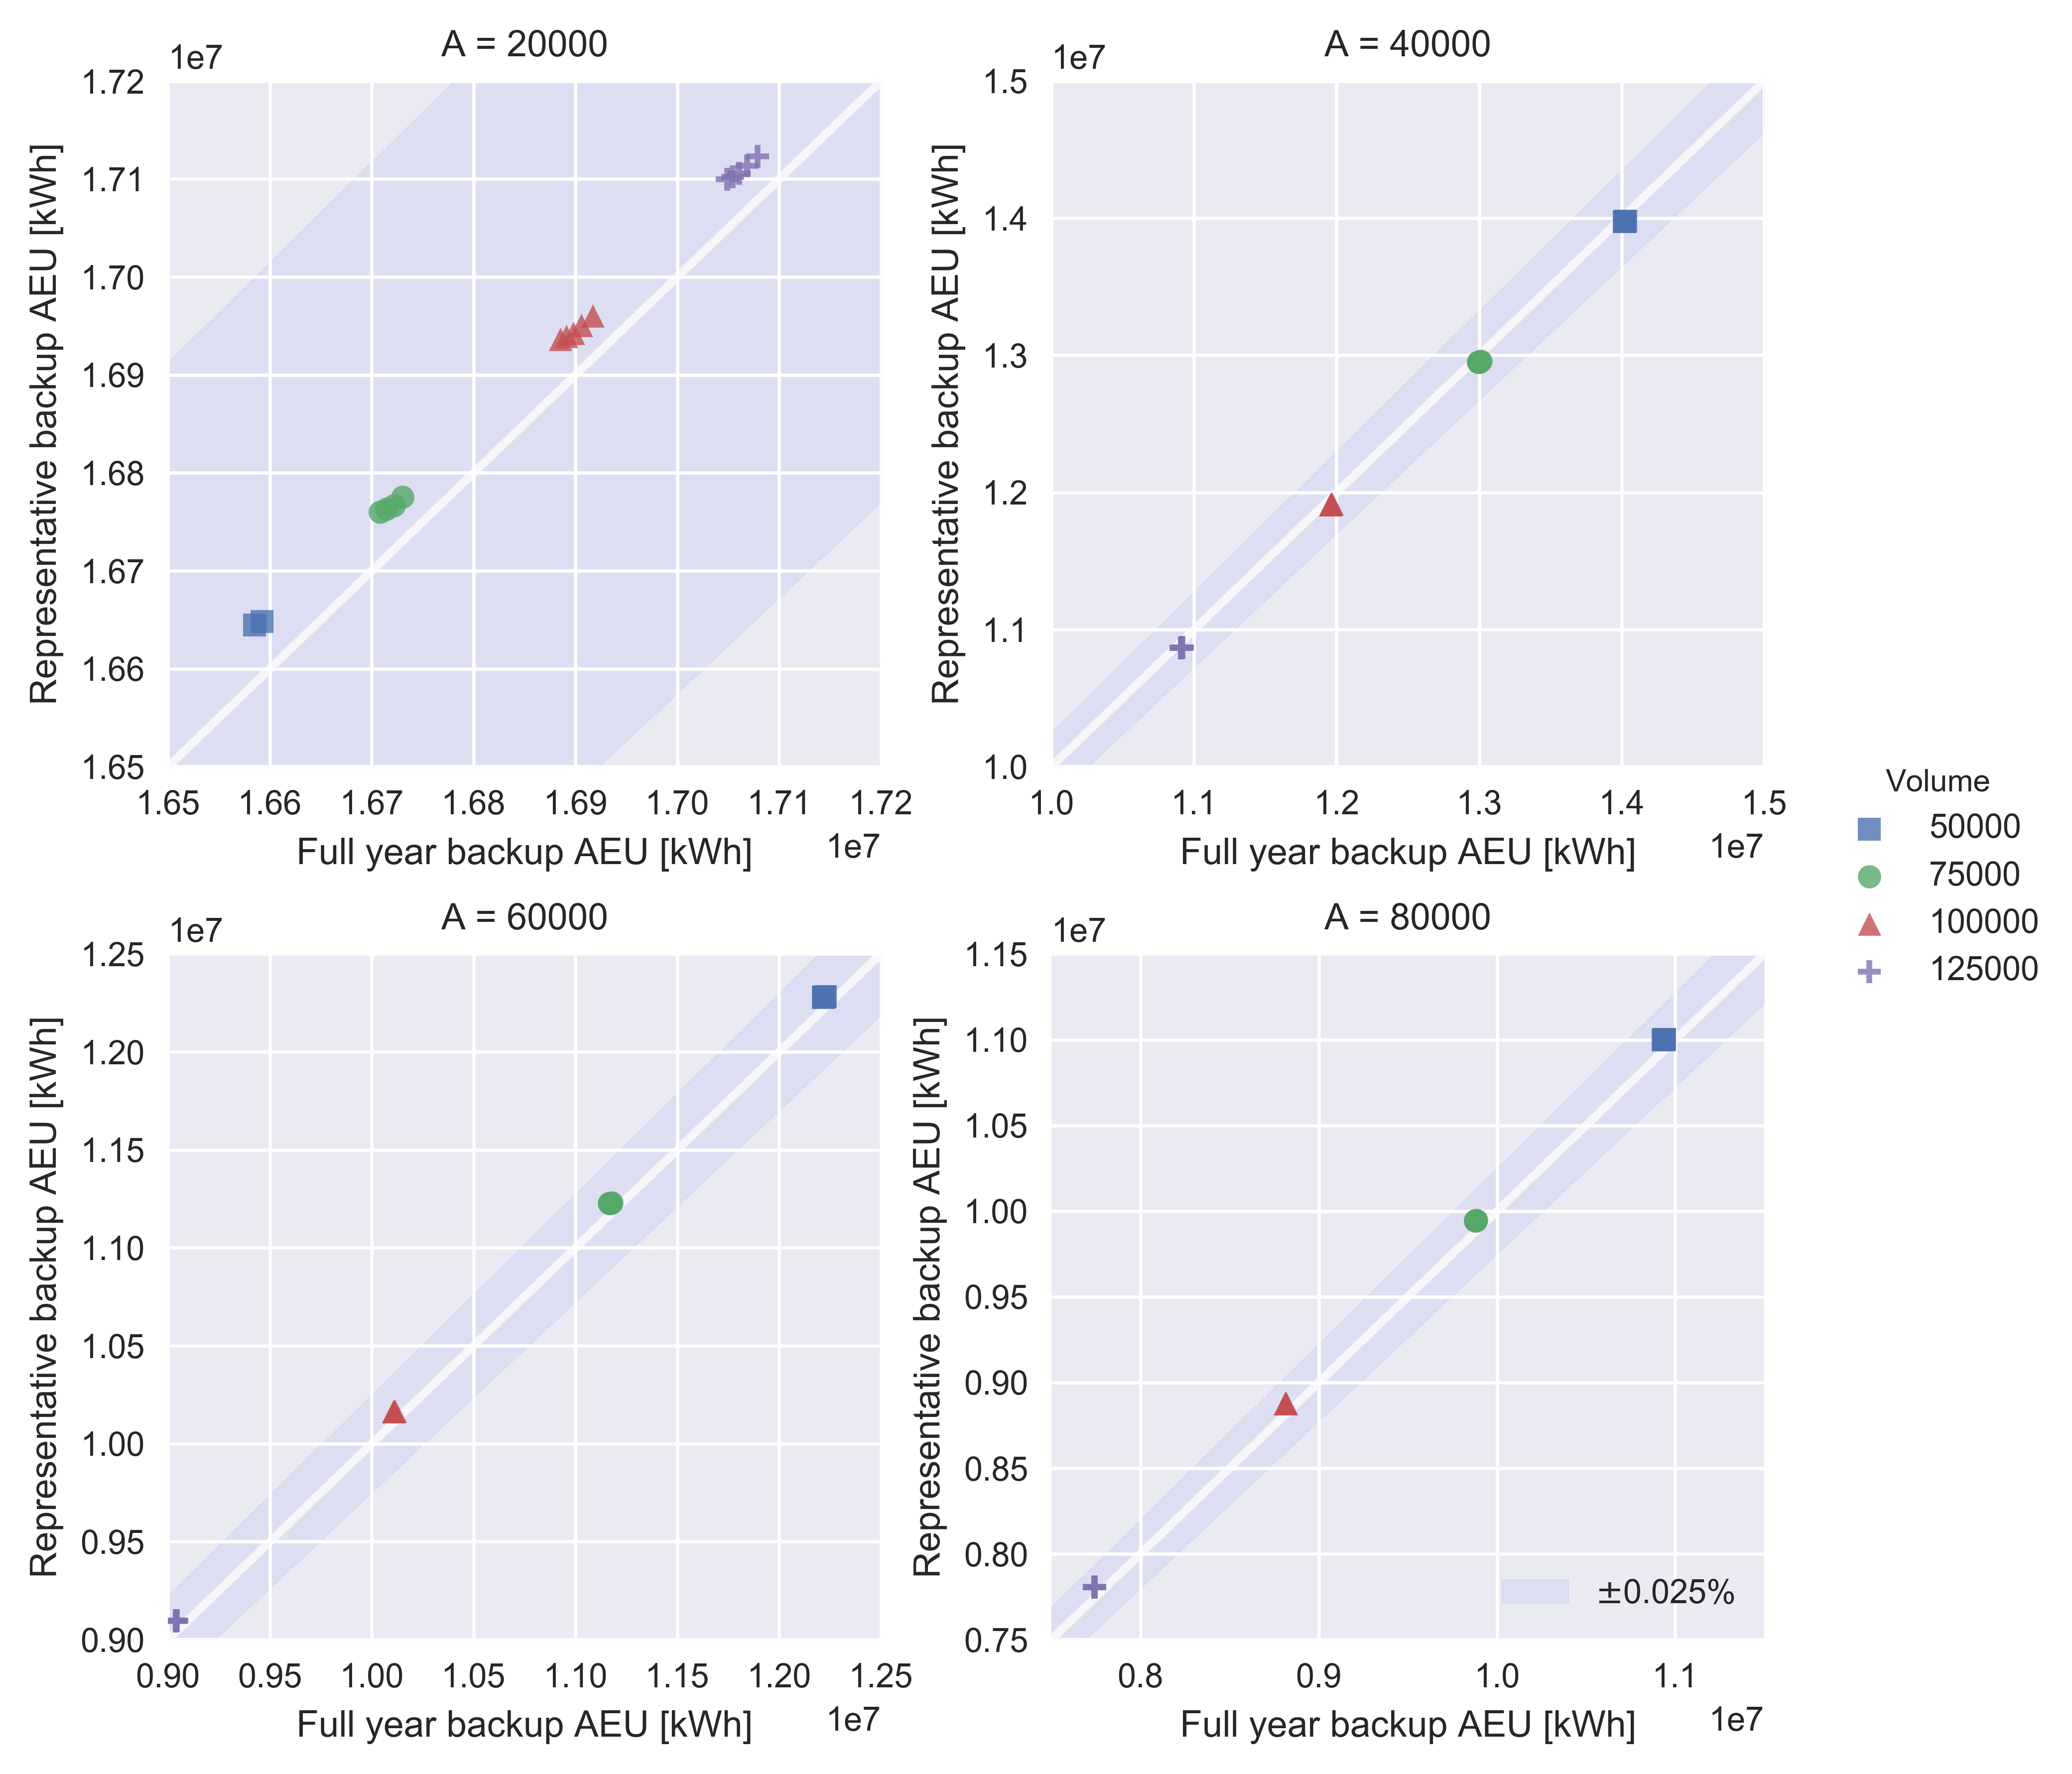 A = 20000
1e7
1.72
1.71
1.70
1.69
1.68
1.67
1.66
1.65
Representative backup AEU [kWh]
1.65 1.66 1.67 1.68 1.69 1.70 1.71 1.72
Full year backup AEU [kWh]
1e7
A = 40000
1e7
1.5
1.4
1.3
1.2
1.1
1.0
Representative backup AEU [kWh]
1.0 1.1 1.2 1.3 1.4 1.5
Full year backup AEU [kWh]
1e7
Volume
50000
75000
100000
125000
A = 60000
1e7
1.25
1.20
1.15
1.10
1.05
1.00
0.95
0.90
Representative backup AEU [kWh]
0.90 0.95 1.00 1.05 1.10 1.15 1.20 1.25
Full year backup AEU [kWh]
1e7
A = 80000
1e7
1.15
1.10
1.05
1.00
0.95
0.90
0.85
0.80
0.75
Representative backup AEU [kWh]
±0.025%
0.8 0.9 1.0 1.1
Full year backup AEU [kWh]
1e7